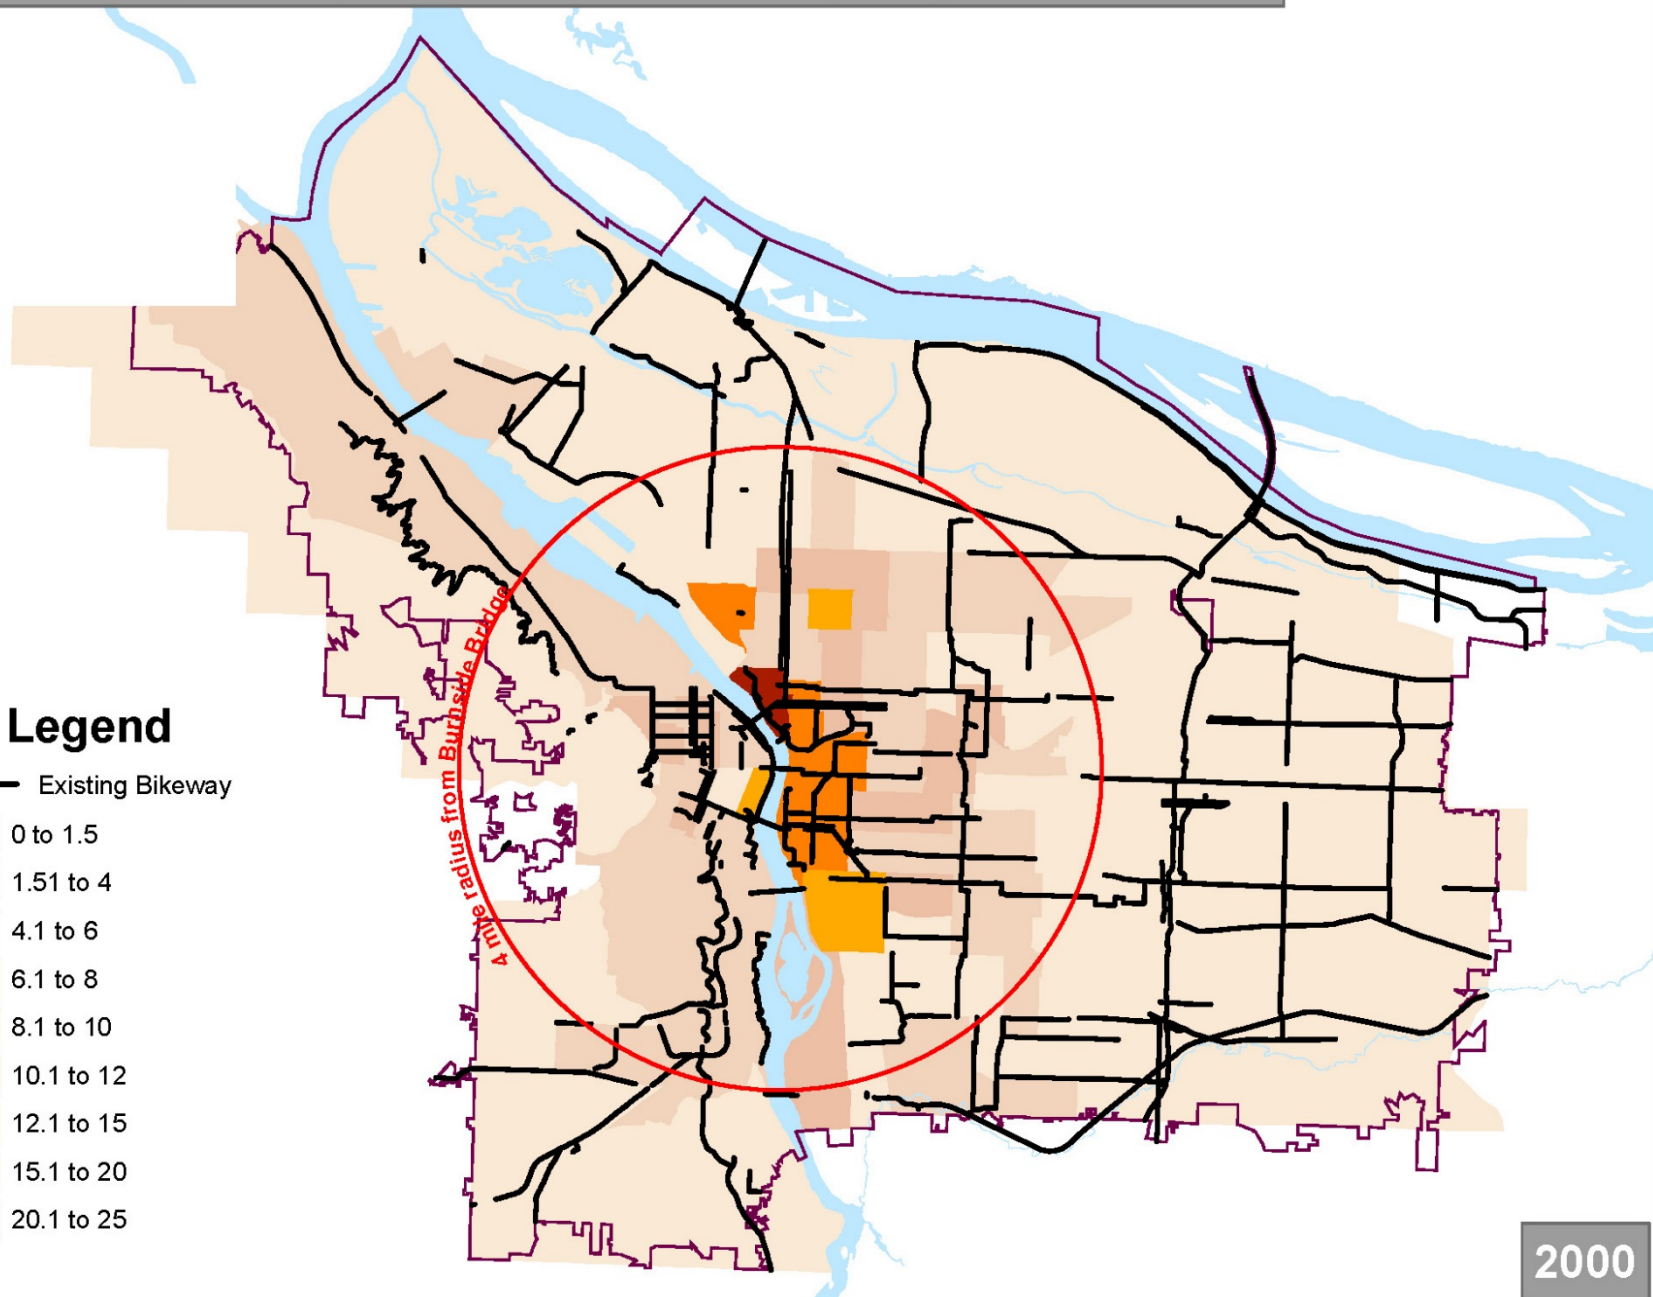 4 mile radius from Burnside Bridge
Legend
Existing Bikeway
0 to 1.5
1.51 to 4
4.1 to 6
6.1 to 8
8.1 to 10
10.1 to 12
12.1 to 15
15.1 to 20
20.1 to 25
2000